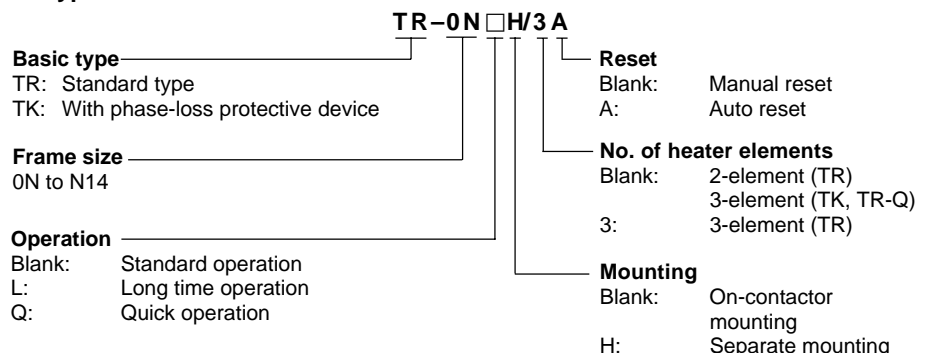 TR–0N□H/3A
Basic type
TR: Standard type
TK: With phase-loss protective device
Frame size
0N to N14
Operation
Blank: Standard operation
L: Long time operation
Q: Quick operation
Reset
Blank: Manual reset
A: Auto reset
No. of heater elements
Blank: 2-element (TR)
3-element (TK, TR-Q)
3: 3-element (TR)
Mounting
Blank: On-contactor
mounting
H: Separate mounting